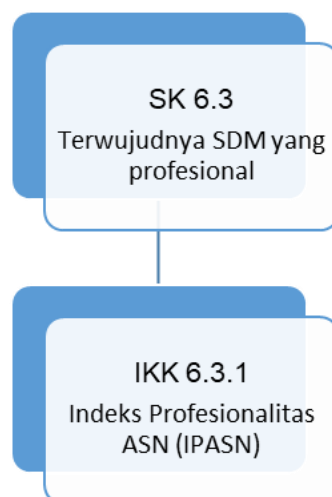 SK 6.3
Terwujudnya SDM yang
profesional
IKK 6.3.1
Indeks Profesionalitas
ASN (IPASN)